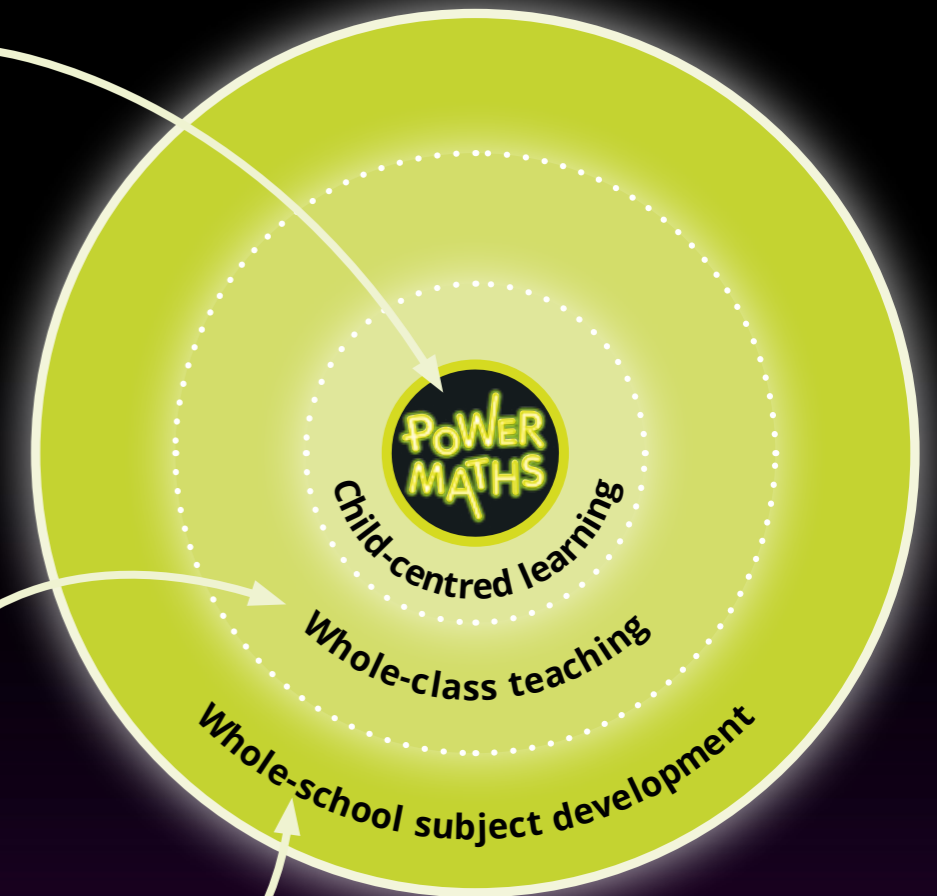 POWER
MATHS
Child-centred learning
Whole-class teaching
Whole-school subject development